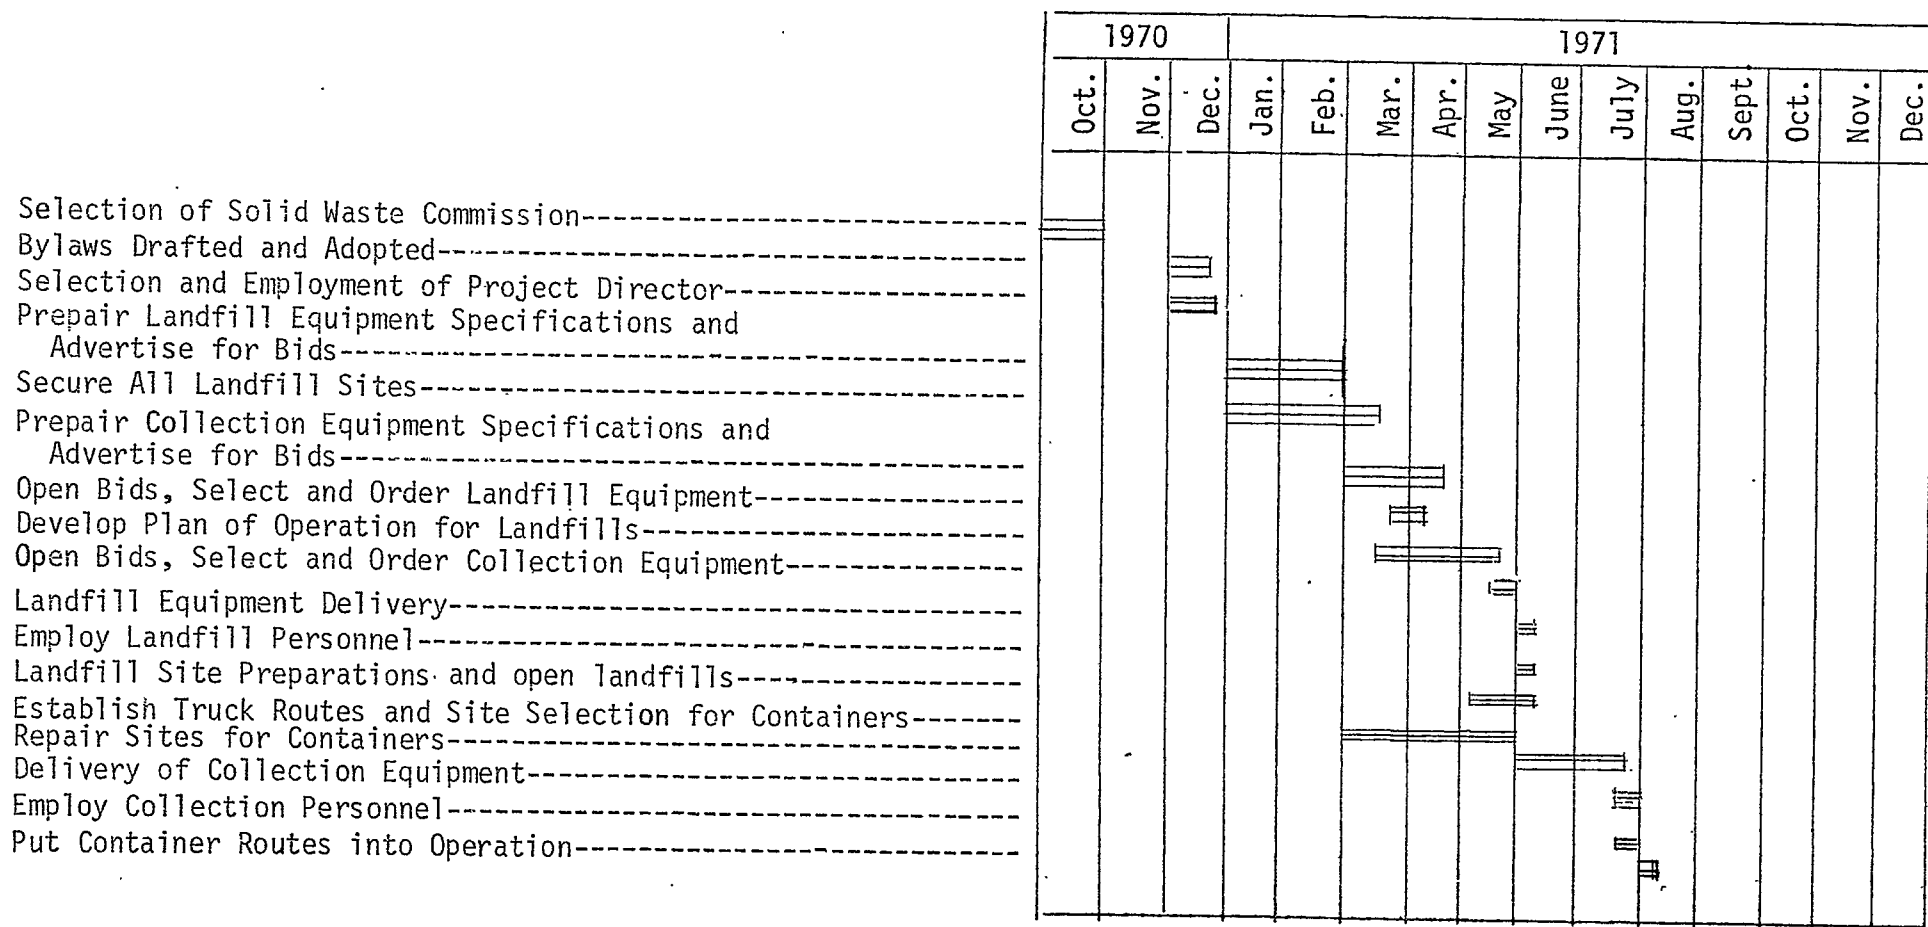 1970 1971
Oct. Nov. Dec. Jan. Feb. Mar. Apr. May June July Aug. Sept Oct. Nov. Dec.
Selection of Solid Waste Commission
Bylaws Drafted and Adopted
Selection and Employment of Project Director
Prepair Landfill Equipment Specifications and
Advertise for Bids
Secure All Landfill Sites
Prepair Collection Equipment Specifications and
Advertise for Bids
Open Bids, Select and Order Landfill Equipment
Develop Plan of Operation for Landfills
Open Bids, Select and Order Collection Equipment
Landfill Equipment Delivery
Employ Landfill Personnel
Landfill Site Preparations and open landfills
Establish Truck Routes and Site Selection for Containers
Repair Sites for Containers
Delivery of Collection Equipment
Employ Collection Personnel
Put Container Routes into Operation